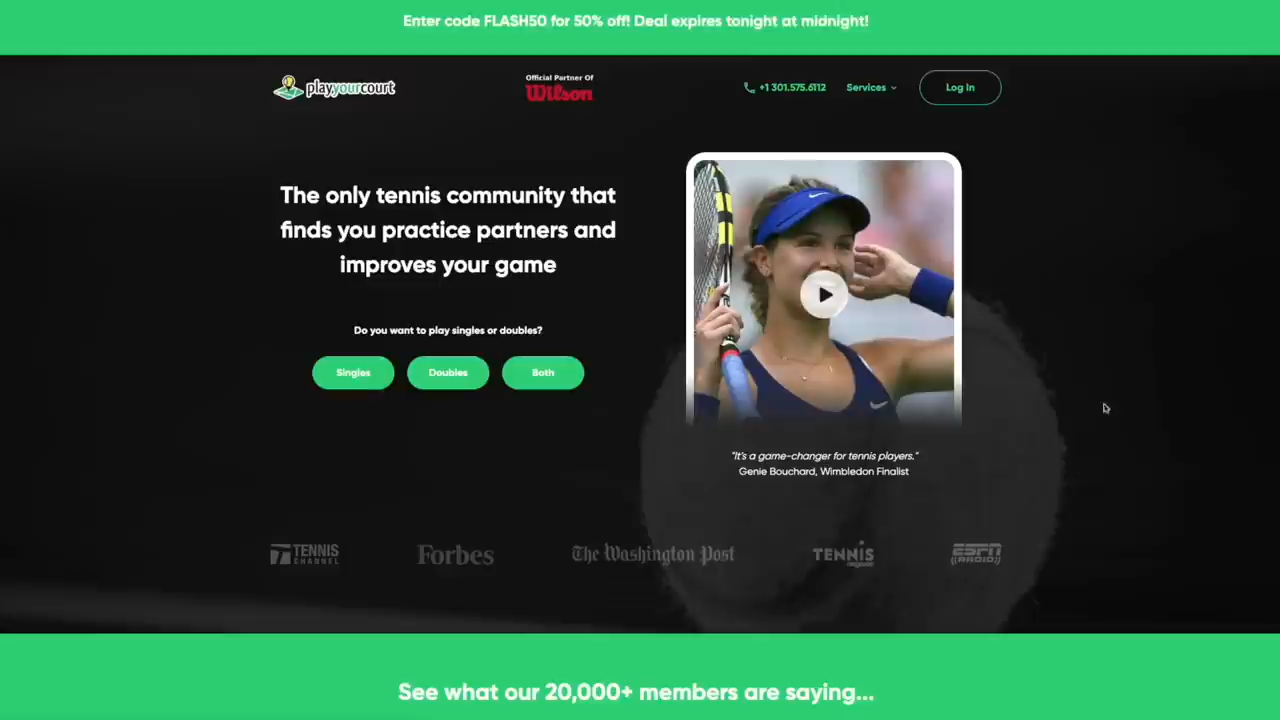 Enter code FLASH50 for 50% off! Deal expires tonight at midnight!
playyourcourt
Official Partner Of
Wilson
+1 301.575.6112
Services
Log In
The only tennis community that
finds you practice partners and
improves your game
Do you want to play singles or doubles?
Singles
Doubles
Both
"It's a game-changer for tennis players."
Genie Bouchard, Wimbledon Finalist
TENNIS
CHANNEL
Forbes
The Washington Post
TENNIS
ESPN
RADIO
See what our 20,000+ members are saying...